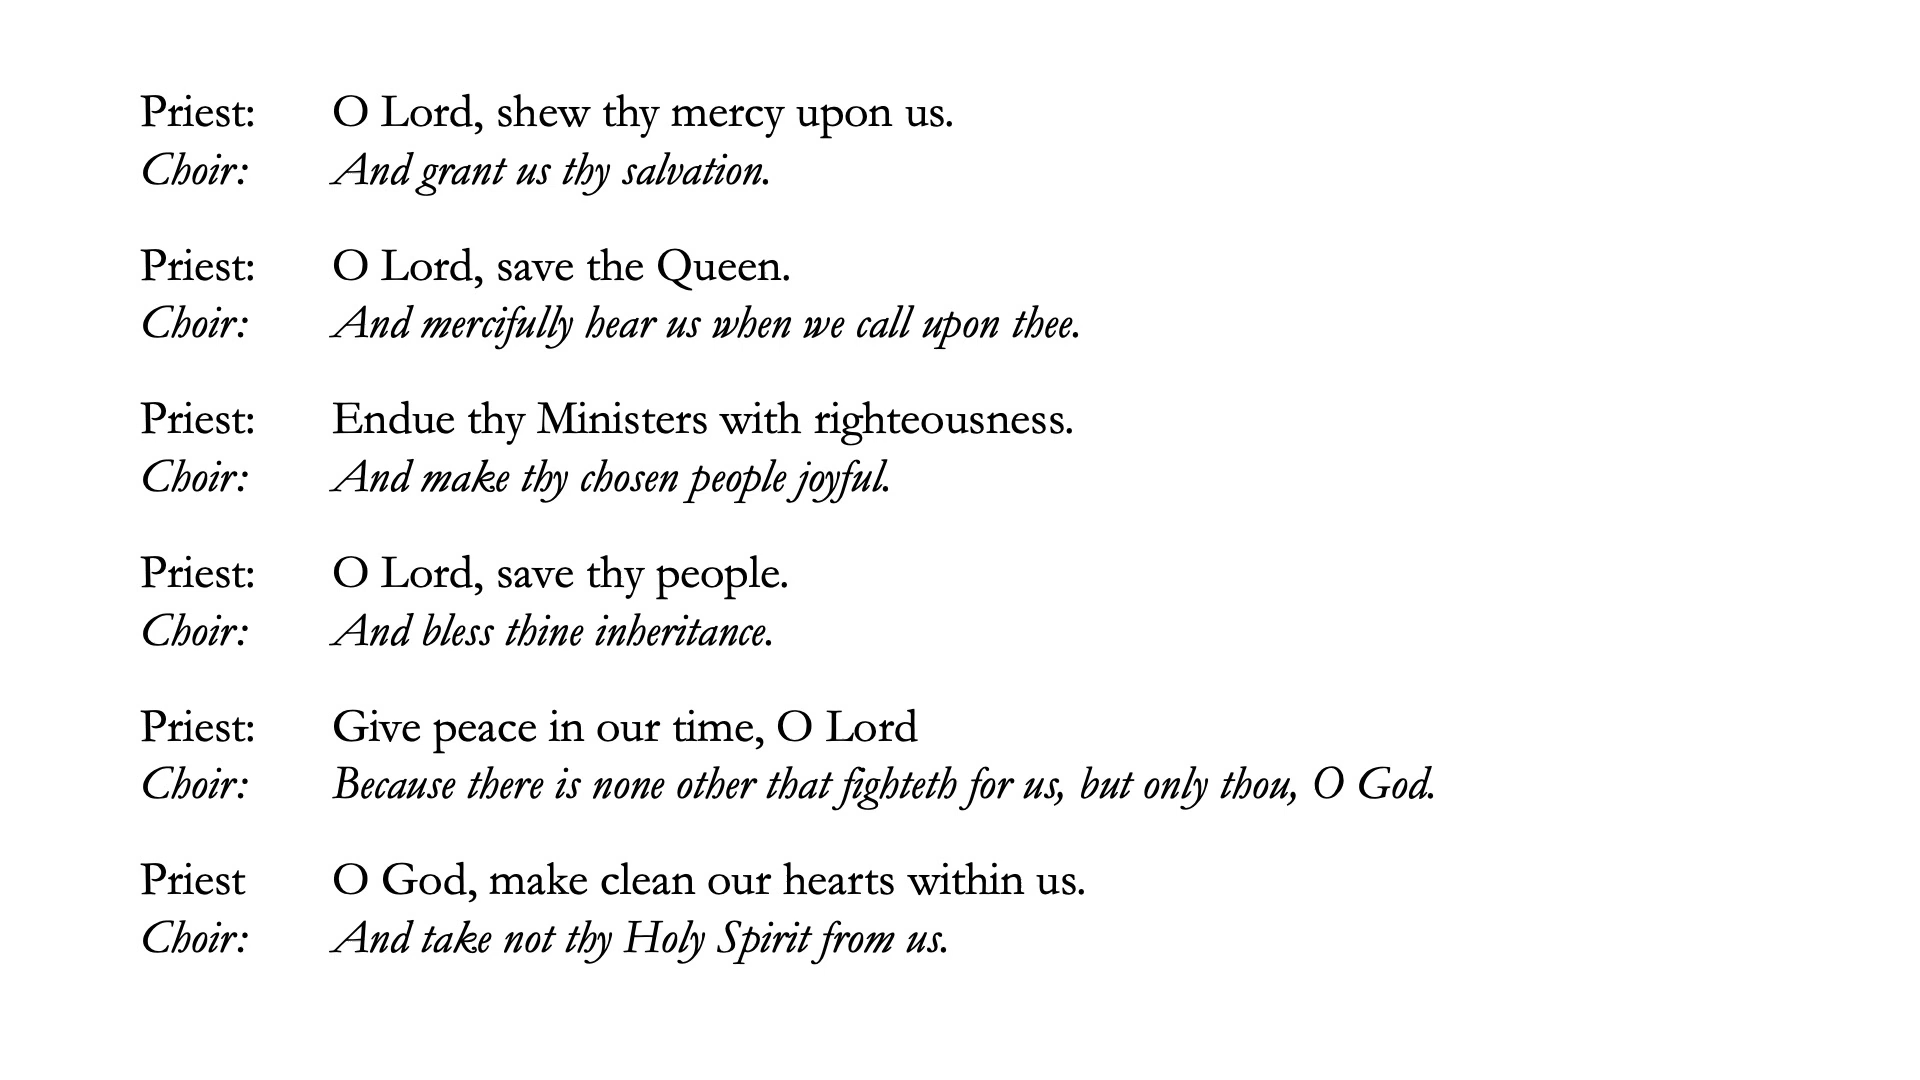 Priest: O Lord, shew thy mercy upon us.
Choir: And grant us thy salvation.
Priest: O Lord, save the Queen.
Choir: And mercifully hear us when we call upon thee.
Priest: Endue thy Ministers with righteousness.
Choir: And make thy chosen people joyful.
Priest: O Lord, save thy people.
Choir: And bless thine inheritance.
Priest: Give peace in our time, O Lord
Choir: Because there is none other that fighteth for us, but only thou, O God.
Priest O God, make clean our hearts within us.
Choir: And take not thy Holy Spirit from us.